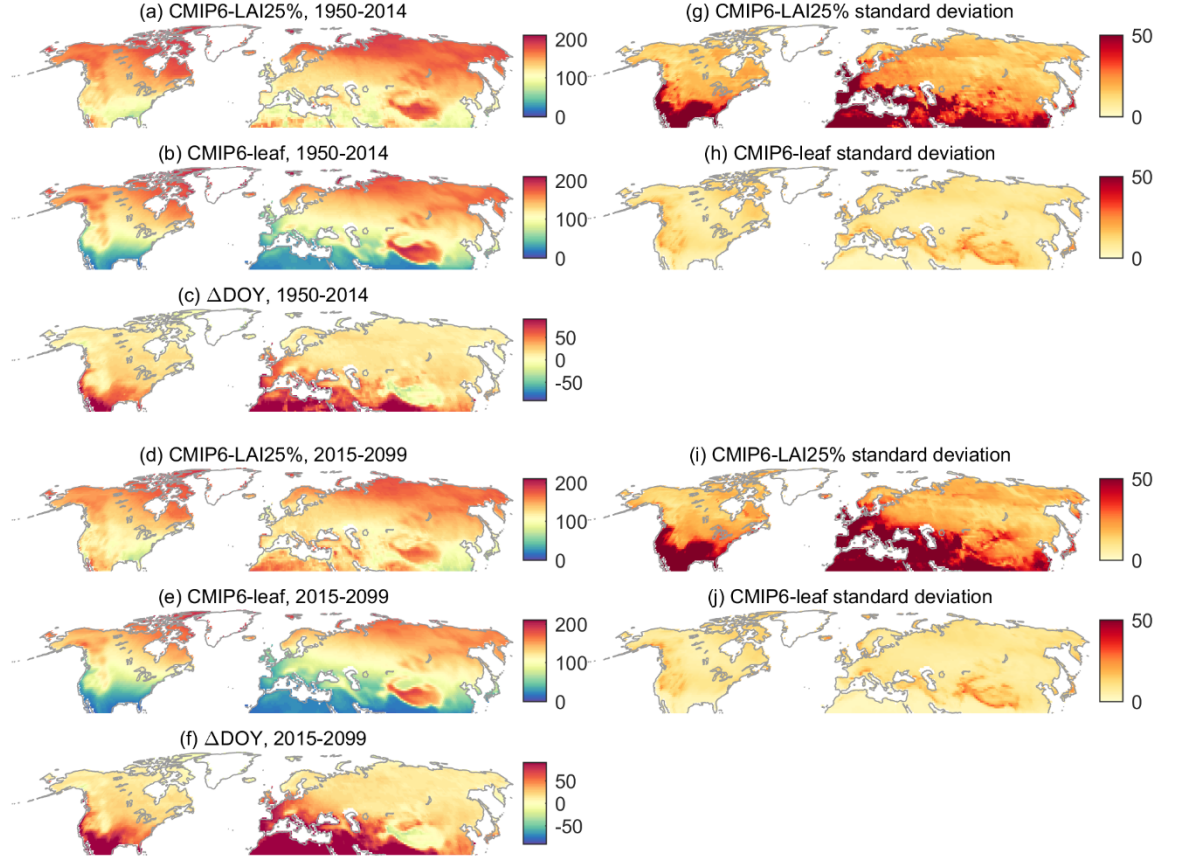 (a) CMIP6-LAI25%, 1950-2014
200
100
0
(g) CMIP6-LAI25% standard deviation
50
0
(b) CMIP6-leaf, 1950-2014
200
100
0
(h) CMIP6-leaf standard deviation
50
0
(c) ΔDOY, 1950-2014
50
0
-50
(d) CMIP6-LAI25%, 2015-2099
200
100
0
(i) CMIP6-LAI25% standard deviation
50
0
(e) CMIP6-leaf, 2015-2099
200
100
0
(j) CMIP6-leaf standard deviation
50
0
(f) ΔDOY, 2015-2099
50
0
-50